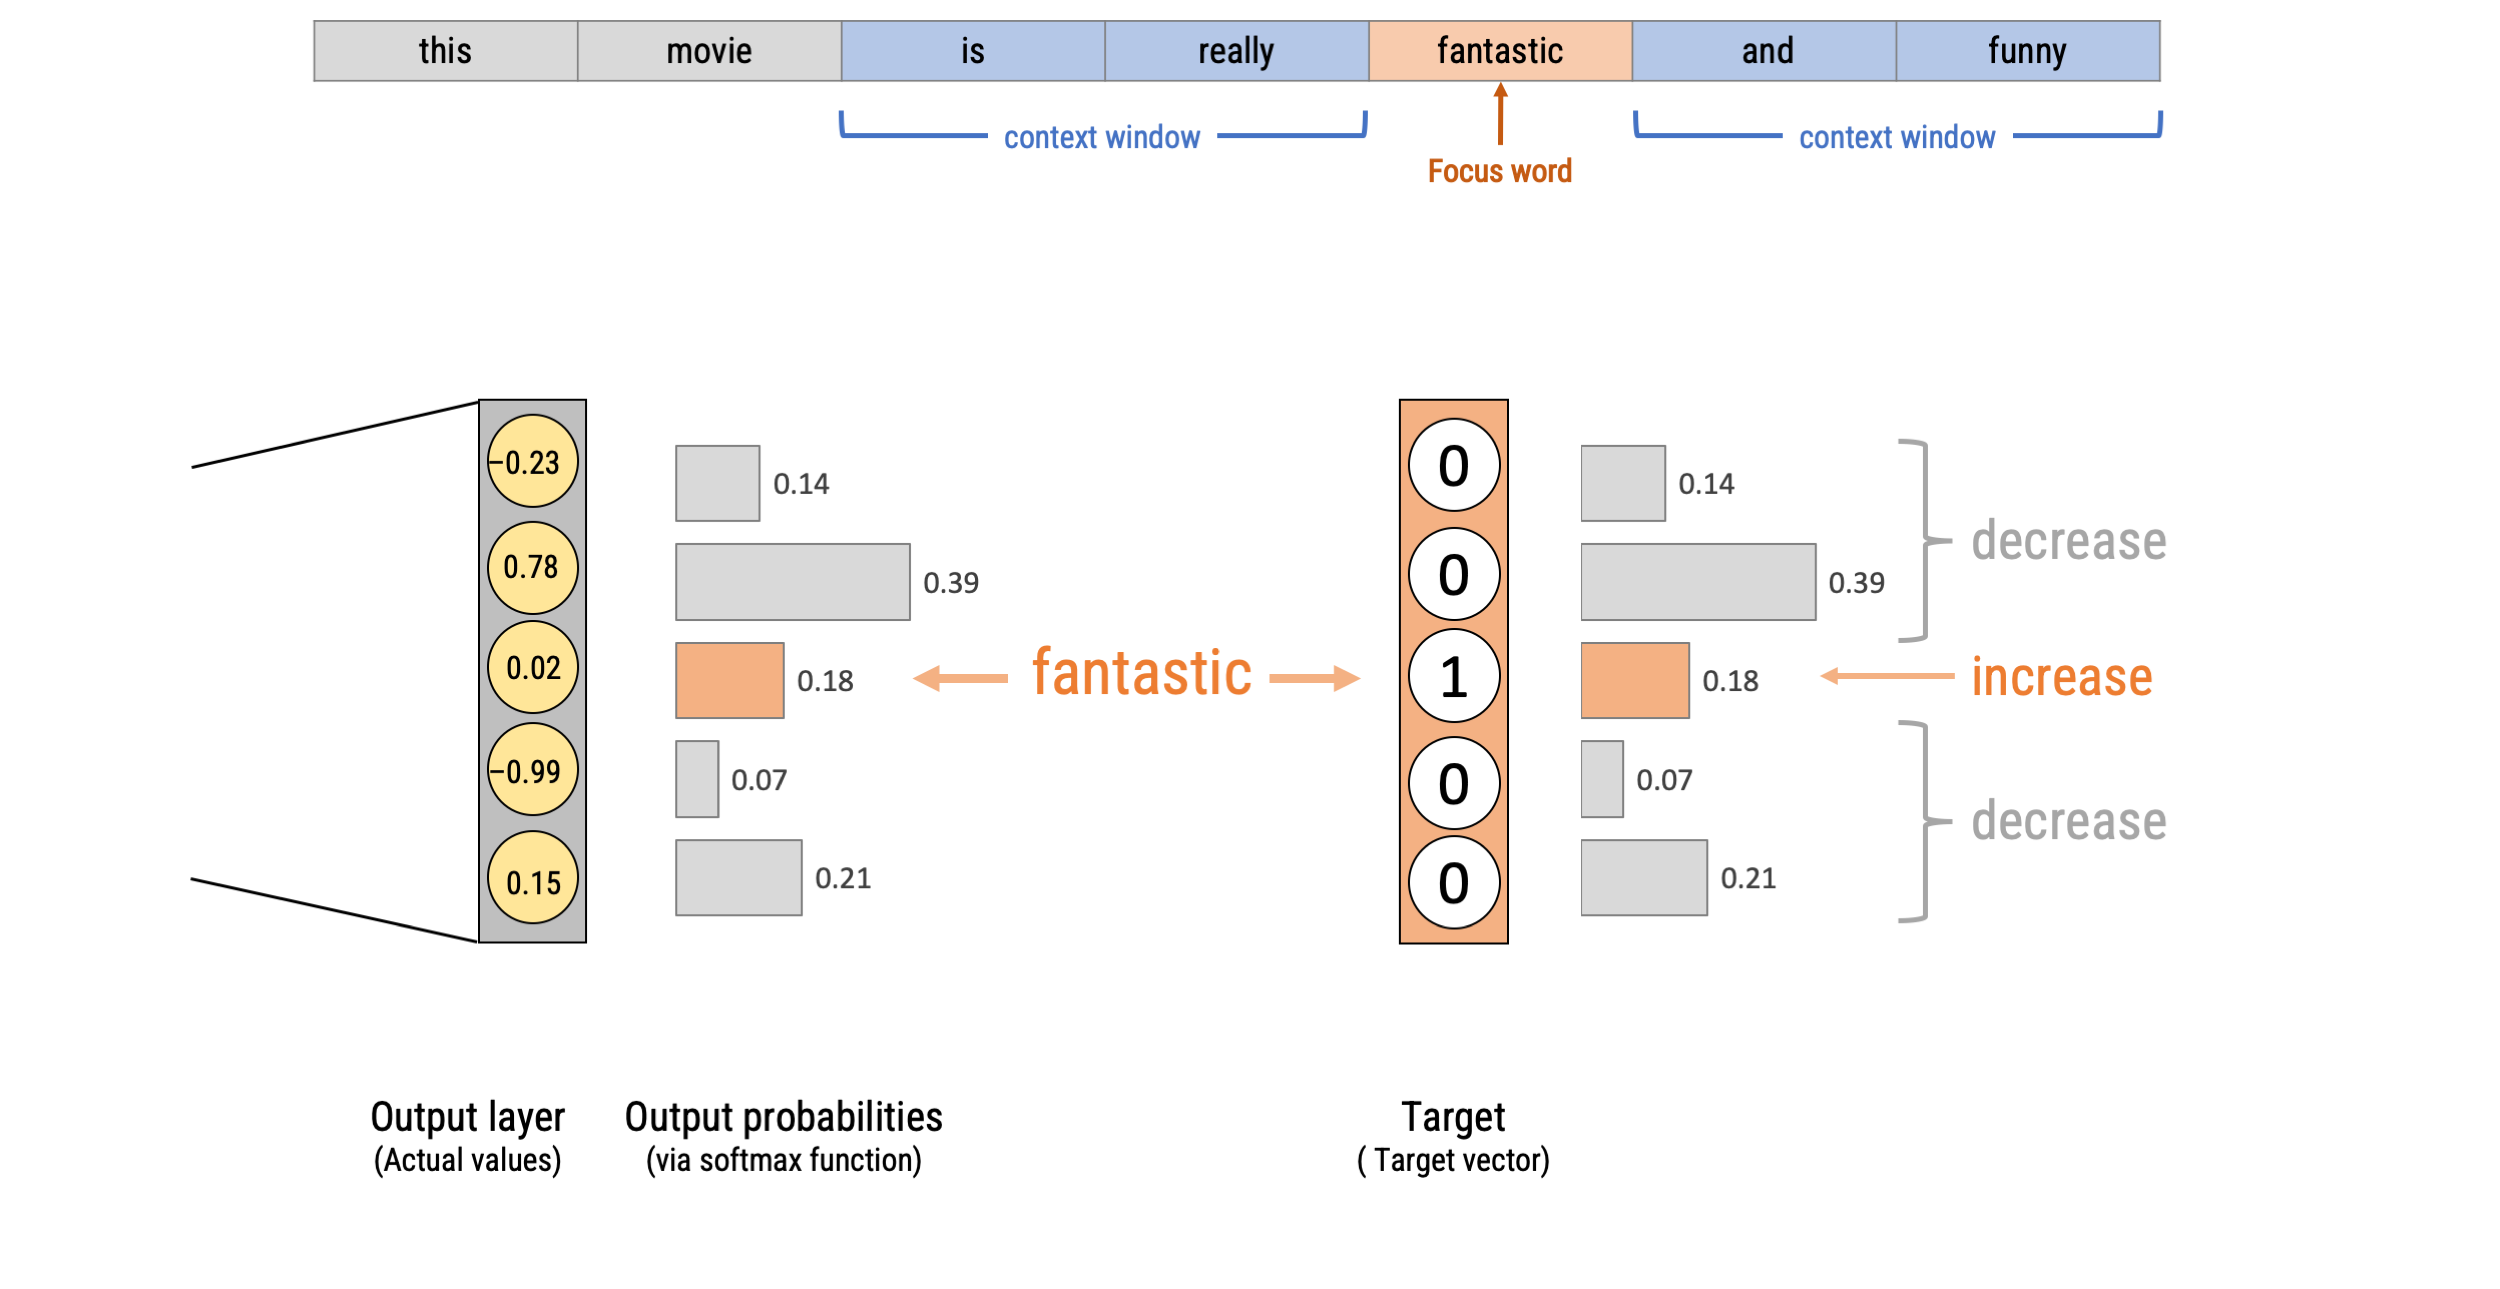 this movie is really fantastic and funny
context window context window
Focus word
−0.23 0 
0.14 0.14
0.78 0 decrease
0.39 0.39
0.02 fantastic 1 increase
0.18 0.18
−0.99 0
0.07 0.07
decrease
0.15 0
0.21 0.21
Output layer Output probabilities Target
(Actual values) (via softmax function) ( Target vector)